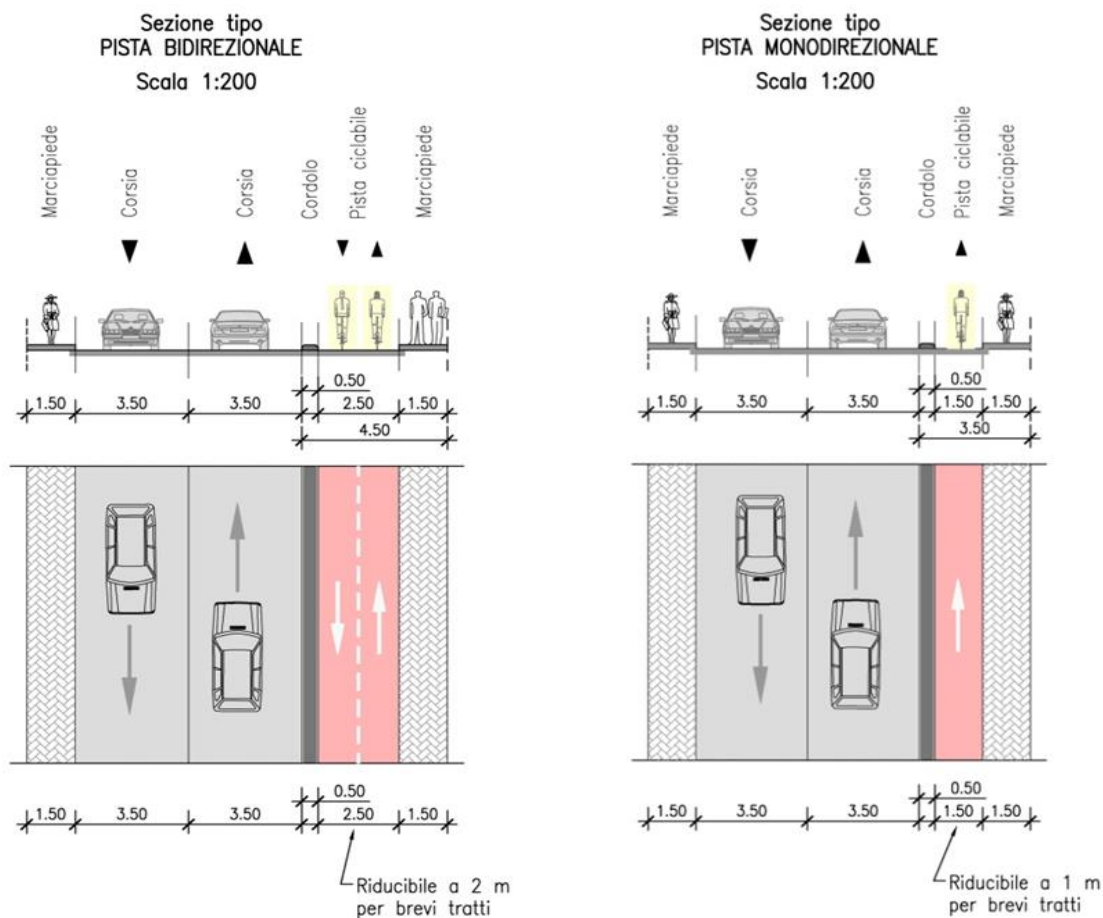 Sezione tipo
PISTA BIDIREZIONALE
Scala 1:200
Marciapiede
Corsia
Corsia
Cordolo
Pista ciclabile
Marciapiede
0.50
1.50 3.50 3.50 2.50 1.50
4.50
0.50
1.50 3.50 3.50 2.50 1.50
Riducibile a 2 m
per brevi tratti
Sezione tipo
PISTA MONODIREZIONALE
Scala 1:200
Marciapiede
Corsia
Corsia
Cordolo
Pista ciclabile
Marciapiede
0.50
1.50 3.50 3.50 1.50 1.50
3.50
0.50
1.50 3.50 3.50 1.50 1.50
Riducibile a 1 m
per brevi tratti